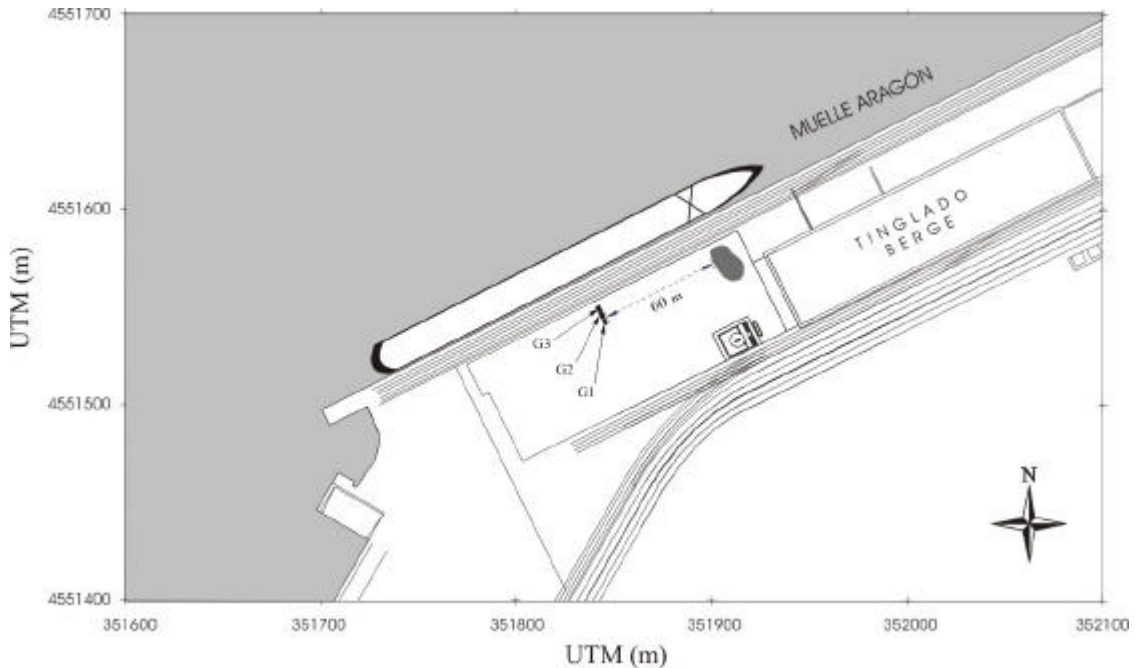 4551700
MUELLE ARAGÓN
4551600
TINGLADO
BERGE
UTM (m)
60 m
G3
G2
G1
4551500
N
4551400
351600
351700
351800
351900
352000
352100
UTM (m)